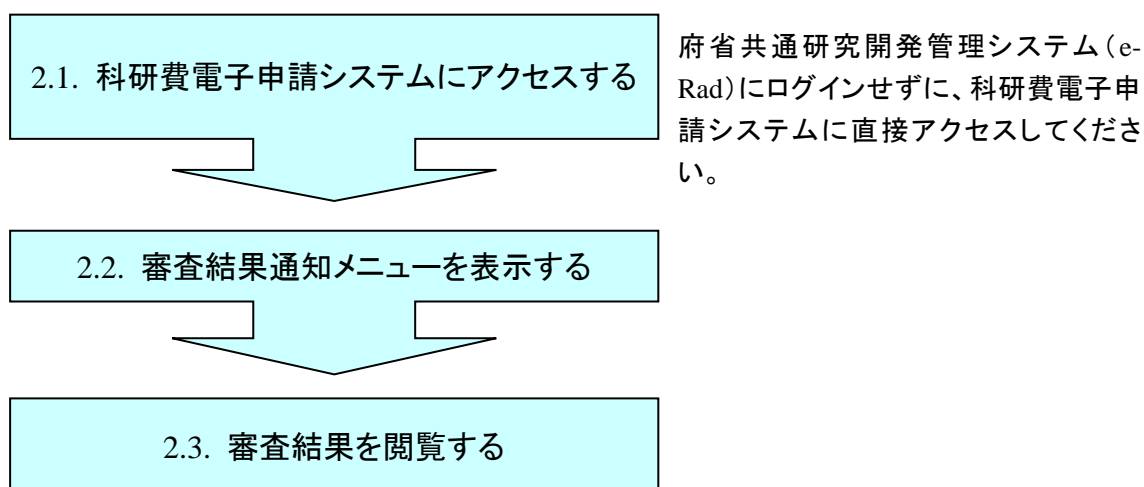 2.1. 科研費電子申請システムにアクセスする
府省共通研究開発管理システム（e-
Rad）にログインせずに、科研費電子申
請システムに直接アクセスしてくださ
い。
2.2. 審査結果通知メニューを表示する
2.3. 審査結果を閲覧する